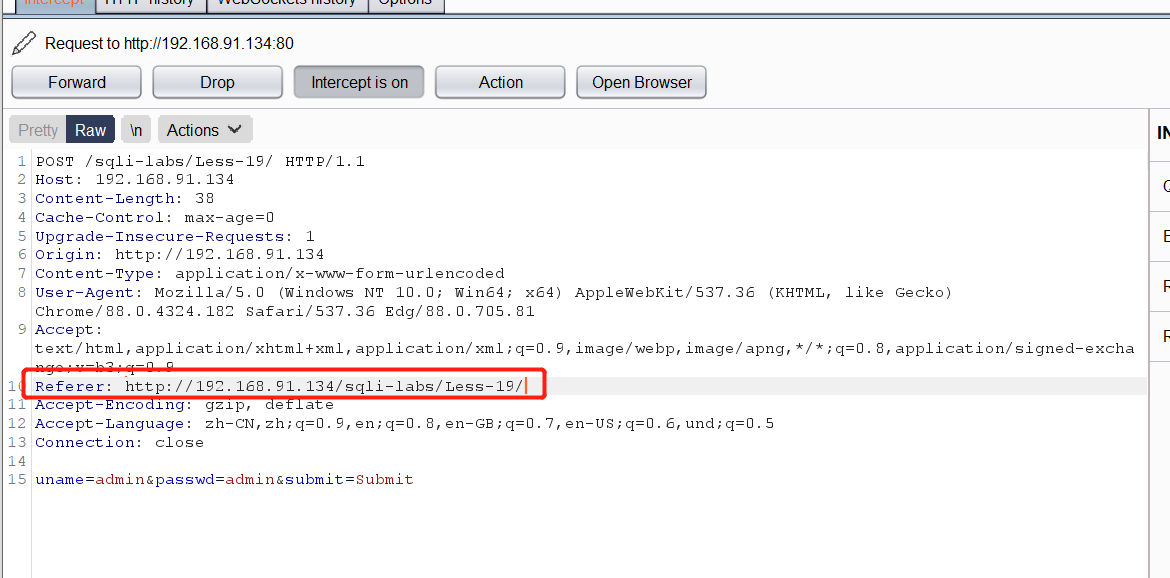 Intercept HTTP history WebSockets history Options
Request to http://192.168.91.134:80
Forward Drop Intercept is on Action Open Browser
Pretty Raw \n Actions
IN
1 POST /sqli-labs/Less-19/ HTTP/1.1
2 Host: 192.168.91.134
3 Content-Length: 38
4 Cache-Control: max-age=0
5 Upgrade-Insecure-Requests: 1
6 Origin: http://192.168.91.134
7 Content-Type: application/x-www-form-urlencoded
8 User-Agent: Mozilla/5.0 (Windows NT 10.0; Win64; x64) AppleWebKit/537.36 (KHTML, like Gecko)
Chrome/88.0.4324.182 Safari/537.36 Edg/88.0.705.81
9 Accept:
text/html,application/xhtml+xml,application/xml;q=0.9,image/webp,image/apng,*/*;q=0.8,application/signed-excha
nge;v=b3;q=0.9
10 Referer: http://192.168.91.134/sqli-labs/Less-19/
11 Accept-Encoding: gzip, deflate
12 Accept-Language: zh-CN,zh;q=0.9,en;q=0.8,en-GB;q=0.7,en-US;q=0.6,und;q=0.5
13 Connection: close
14
15 uname=admin&passwd=admin&submit=Submit